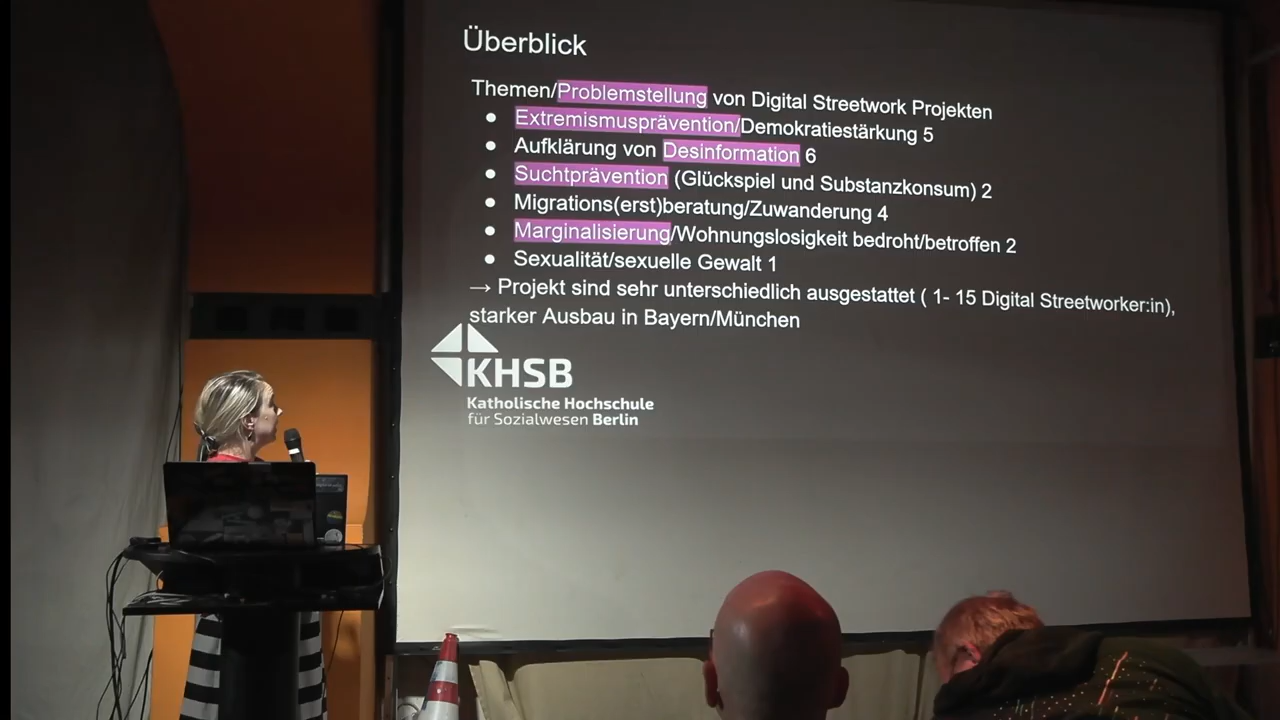 Überblick
Themen/Problemstellung von Digital Streetwork Projekten
● Extremismusprävention/Demokratiestärkung 5
● Aufklärung von Desinformation 6
● Suchtprävention (Glückspiel und Substanzkonsum) 2
● Migrations(erst)beratung/Zuwanderung 4
● Marginalisierung/Wohnungslosigkeit bedroht/betroffen 2
● Sexualität/sexuelle Gewalt 1
→ Projekt sind sehr unterschiedlich ausgestattet ( 1- 15 Digital Streetworker:in),
starker Ausbau in Bayern/München
KHSB
Katholische Hochschule
für Sozialwesen Berlin